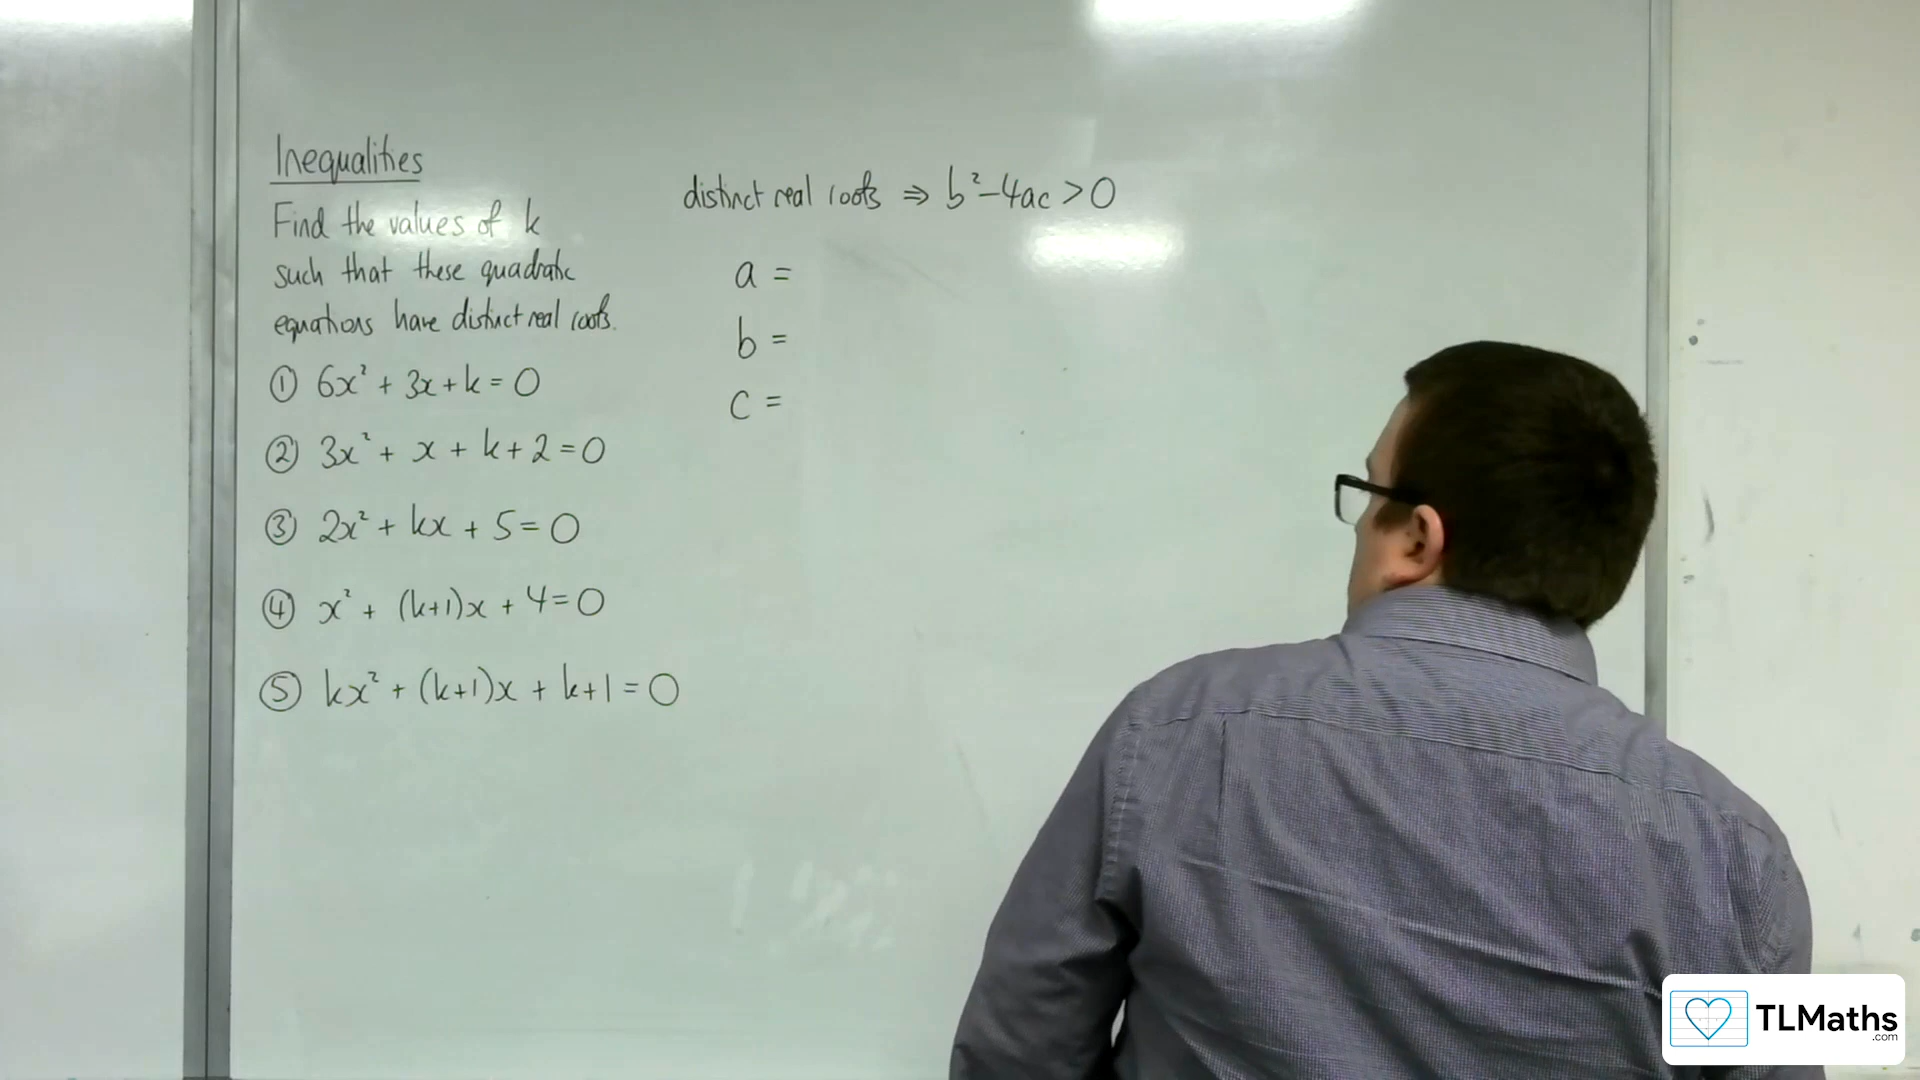 Inequalities
Find the values of k
such that these quadratic
equations have distinct real roots.
① 6x² + 3x + k = 0
② 3x² + x + k + 2 = 0
③ 2x² + kx + 5 = 0
④ x² + (k+1)x + 4 = 0
⑤ kx² + (k+1)x + k+1 = 0
distinct real roots ⇒ b² - 4ac > 0
a =
b =
c =
TLMaths
.com